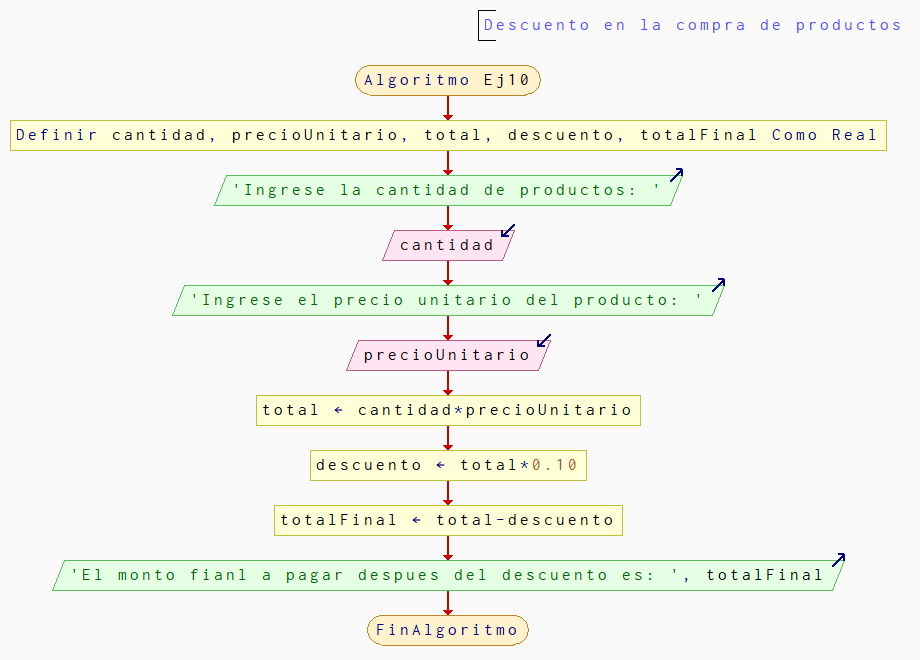 Descuento en la compra de productos
Algoritmo Ej10
Definir cantidad, precioUnitario, total, descuento, totalFinal Como Real
'Ingrese la cantidad de productos: '
cantidad
'Ingrese el precio unitario del producto: '
precioUnitario
total ← cantidad*precioUnitario
descuento ← total*0.10
totalFinal ← total-descuento
'El monto fianl a pagar despues del descuento es: ', totalFinal
FinAlgoritmo